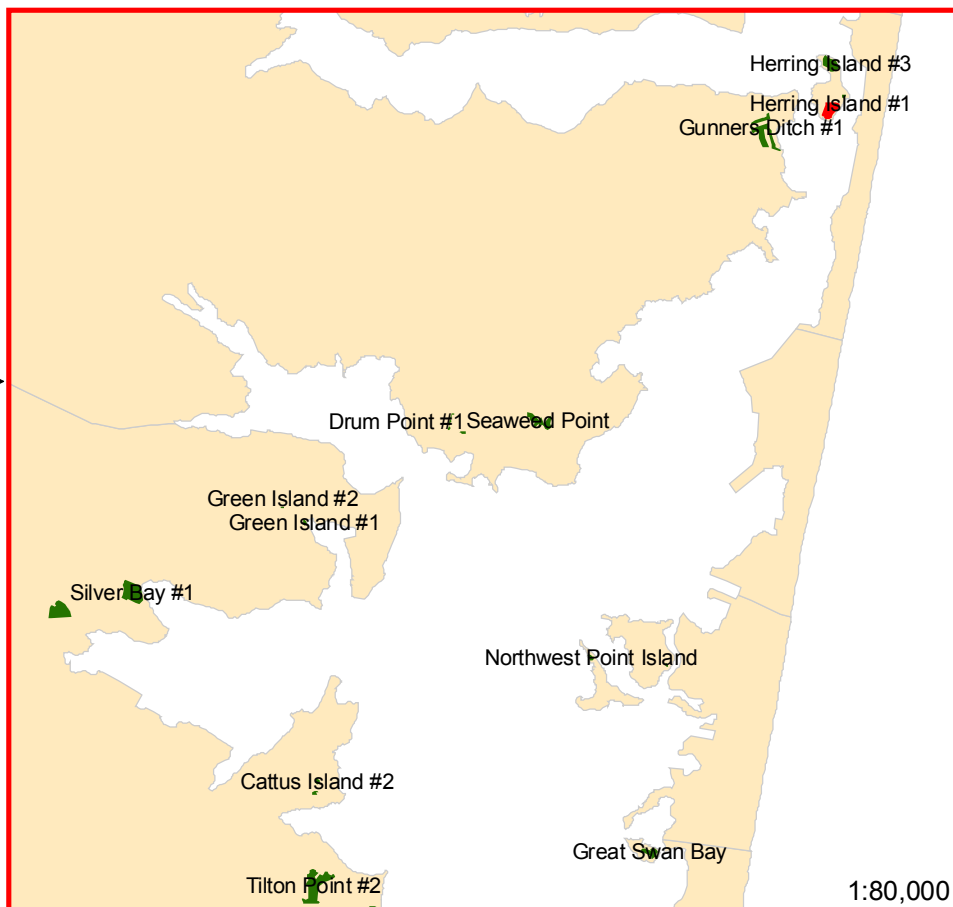 Herring Island #3
Herring Island #1
Gunners Ditch #1
Drum Point #1
Seaweed Point
Green Island #2
Green Island #1
Silver Bay #1
Northwest Point Island
Cattus Island #2
Great Swan Bay
Tilton Point #2
1:80,000